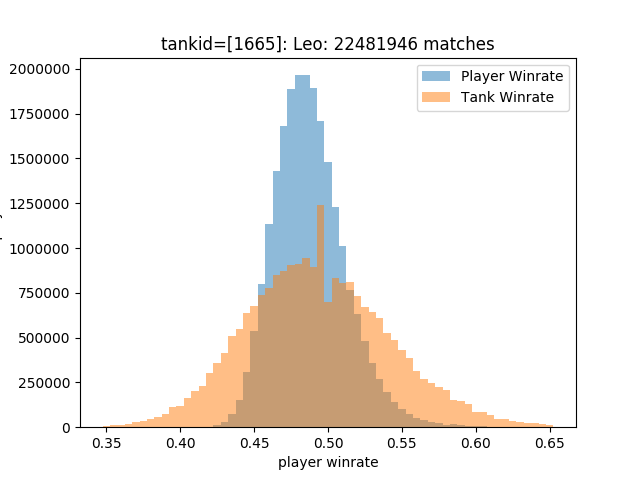 tankid=[1665]: Leo: 22481946 matches
Player Winrate
Tank Winrate
2000000
1750000
1500000
1250000
1000000
750000
500000
250000
0
0.35 0.40 0.45 0.50 0.55 0.60 0.65
player winrate